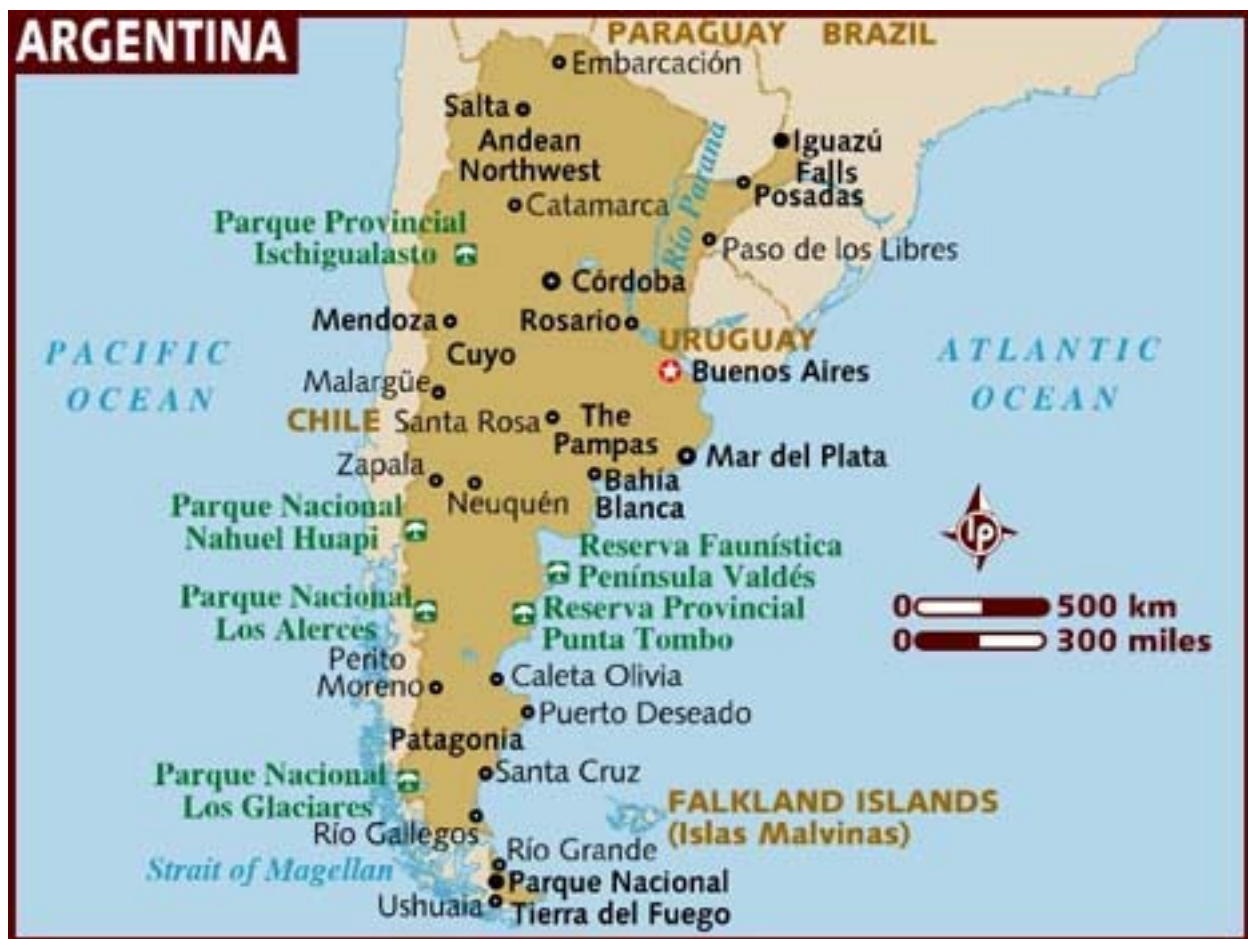 ARGENTINA
PARAGUAY
BRAZIL
Embarcación
Salta
Andean
Northwest
Iguazú
Falls
Río Paraná
Posadas
Catamarca
Parque Provincial
Ischigualasto
Paso de los Libres
Córdoba
Mendoza
Rosario
URUGUAY
PACIFIC
OCEAN
ATLANTIC
OCEAN
Cuyo
Buenos Aires
Malargüe
CHILE
Santa Rosa
The
Pampas
Mar del Plata
Zapala
Neuquén
Bahía
Blanca
Parque Nacional
Nahuel Huapi
lp
Reserva Faunística
Península Valdés
Parque Nacional
Los Alerces
Reserva Provincial
Punta Tombo
0 500 km
0 300 miles
Perito
Moreno
Caleta Olivia
Puerto Deseado
Patagonia
Santa Cruz
Parque Nacional
Los Glaciares
FALKLAND ISLANDS
(Islas Malvinas)
Río Gallegos
Strait of Magellan
Río Grande
Parque Nacional
Tierra del Fuego
Ushuaia